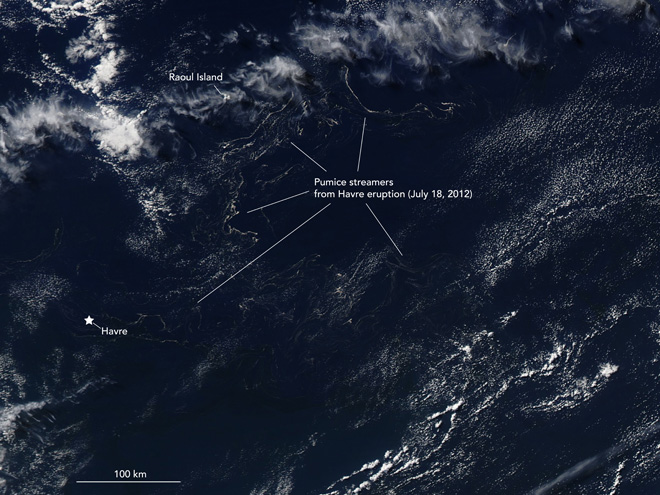 Raoul Island
Pumice streamers
from Havre eruption (July 18, 2012)
Havre
100 km